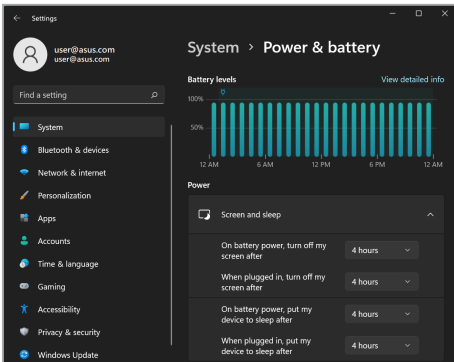 Settings
user@asus.com
user@asus.com
System > Power & battery
Find a setting
System
Bluetooth & devices
Network & internet
Personalization
Apps
Accounts
Time & language
Gaming
Accessibility
Privacy & security
Windows Update
Battery levels
View detailed info
100%
50%
12 AM
6 AM
12 PM
6 PM
12 AM
Power
Screen and sleep
On battery power, turn off my
screen after
4 hours
When plugged in, turn off my
screen after
4 hours
On battery power, put my
device to sleep after
4 hours
When plugged in, put my
device to sleep after
4 hours